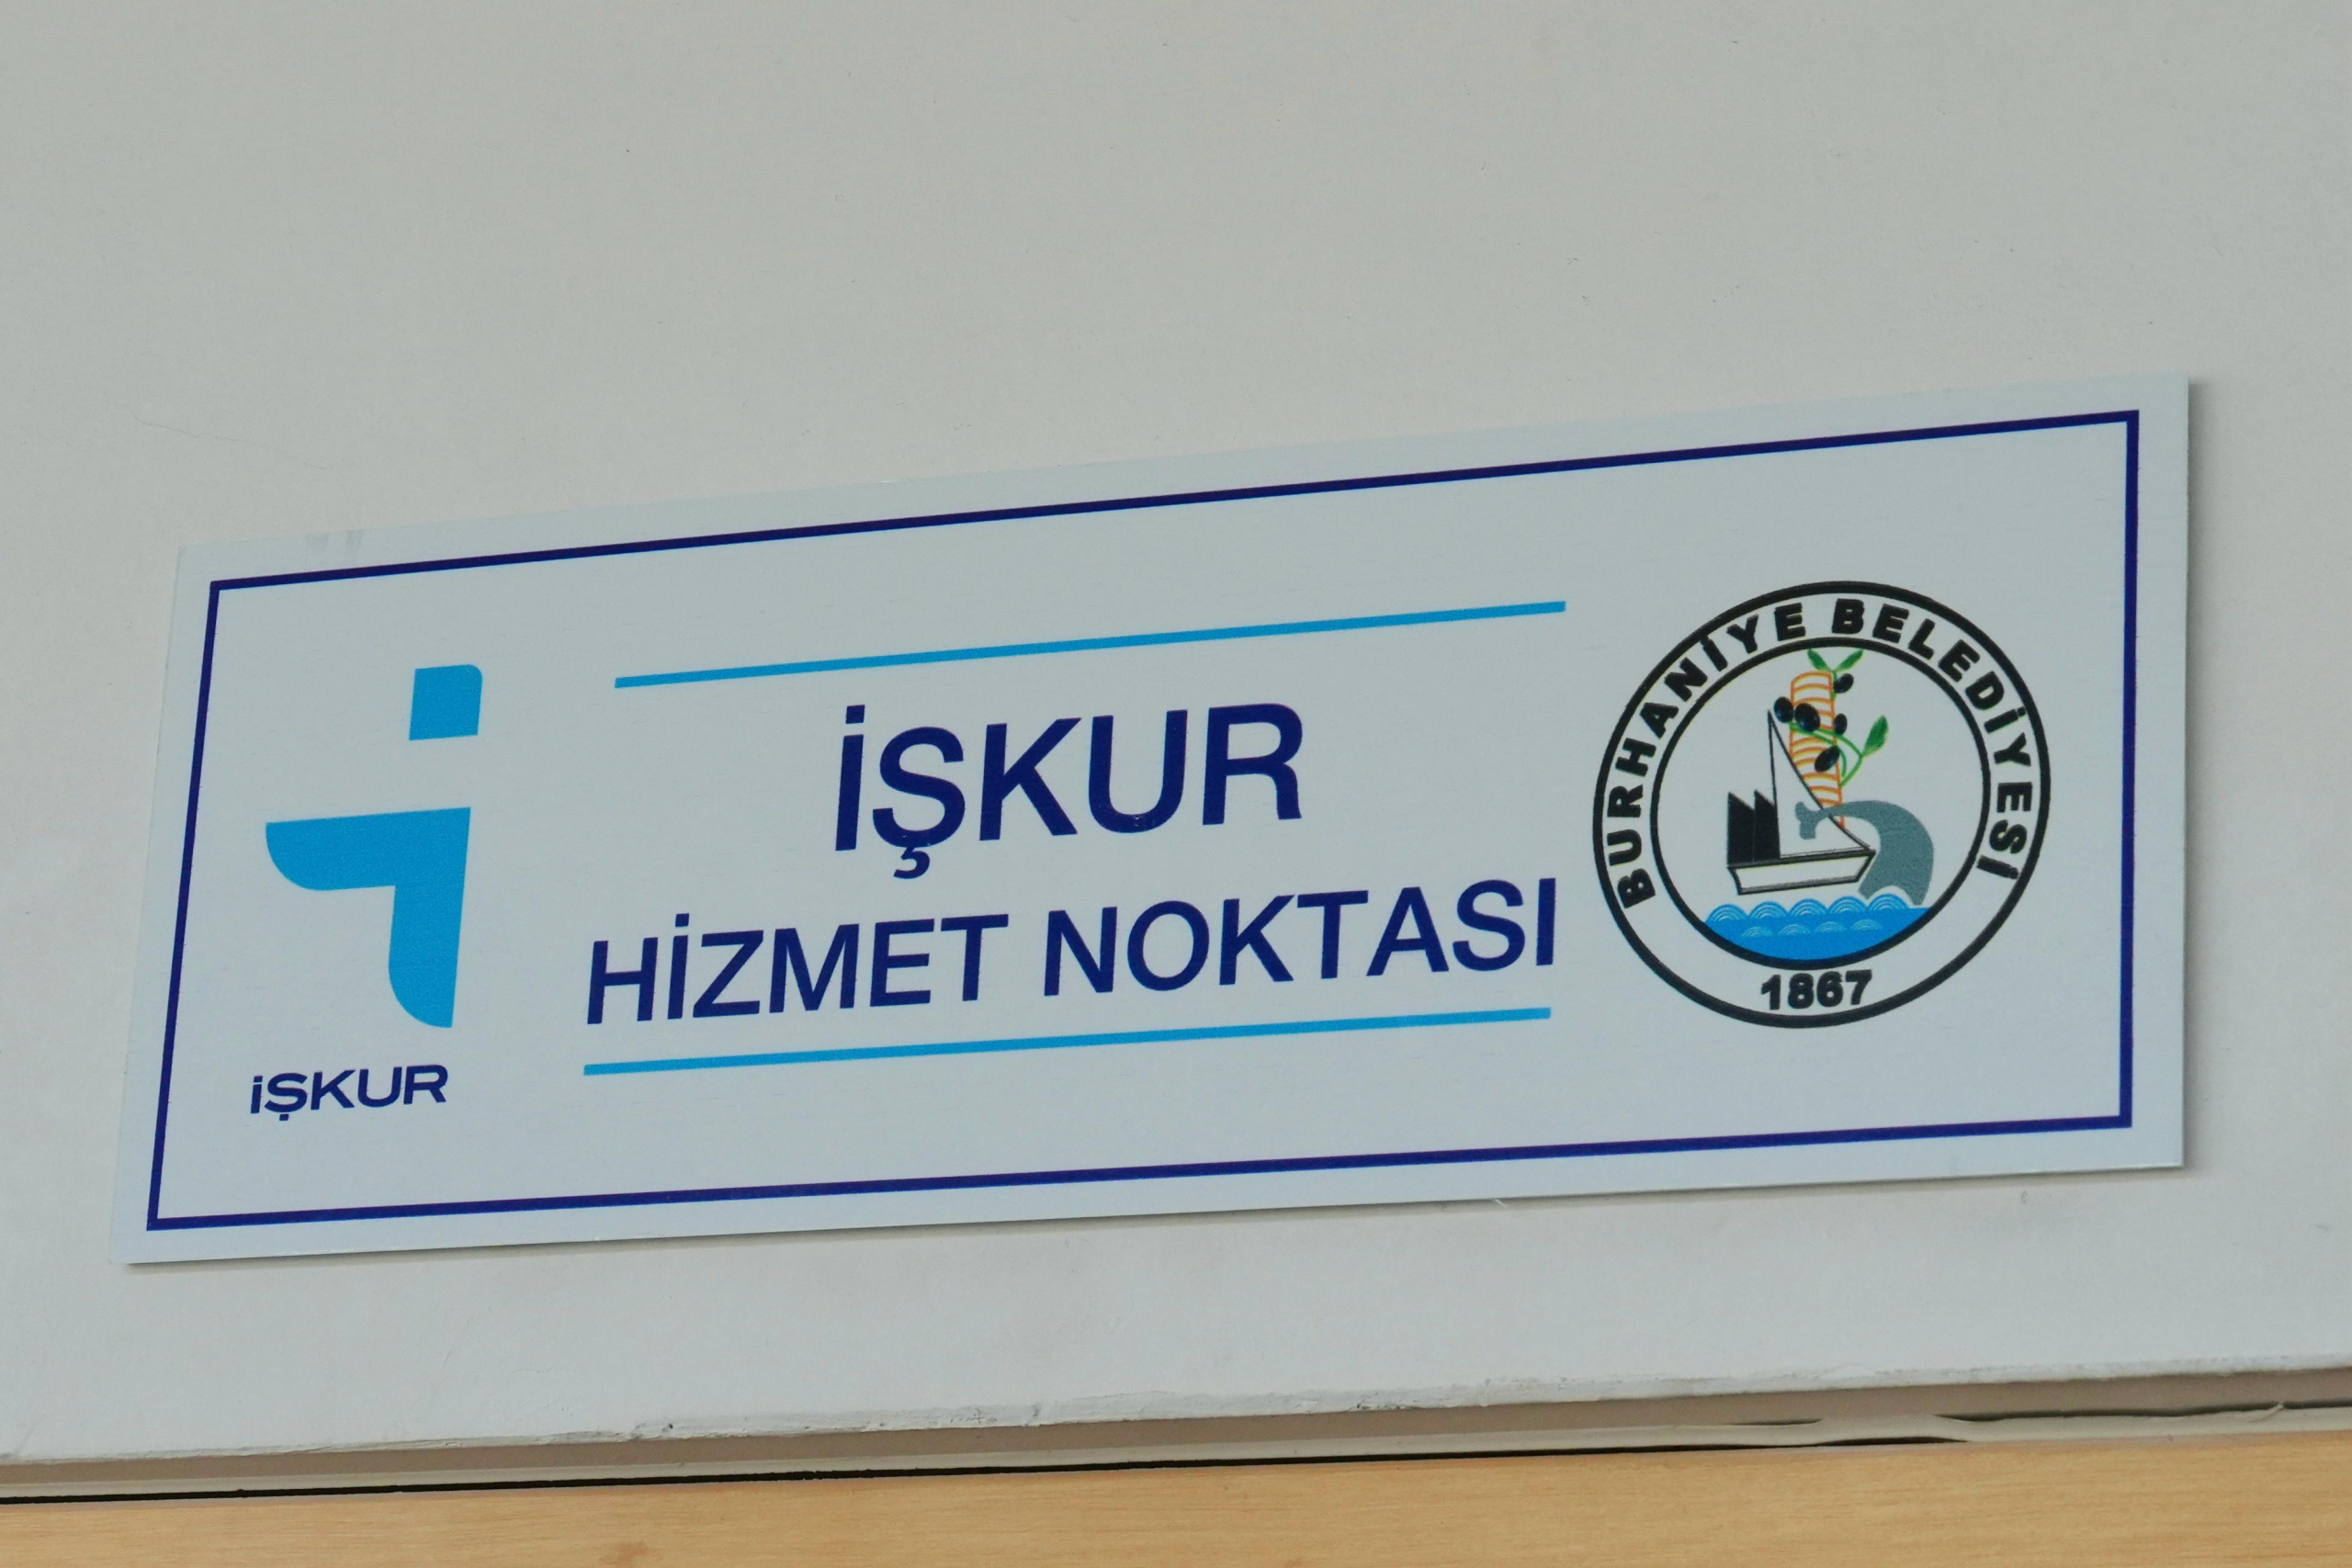 İŞKUR
HİZMET NOKTASI
İŞKUR
BURHANİYE BELEDİYESİ
1867